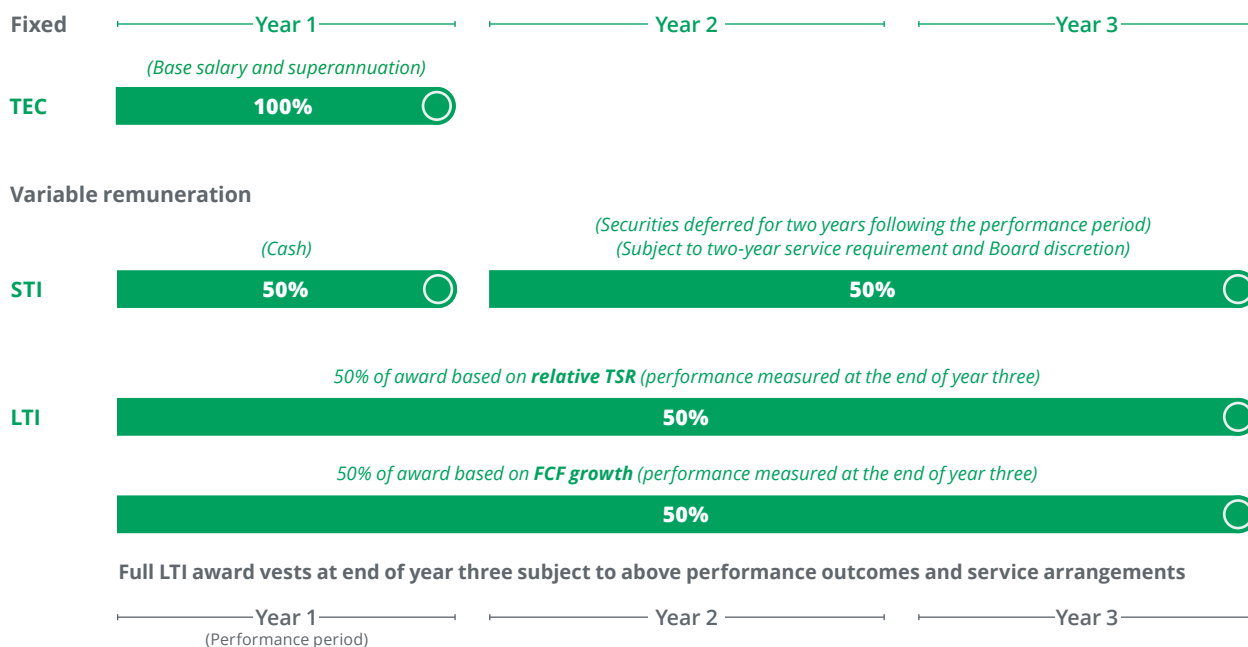 Fixed
Year 1
Year 2
Year 3
(Base salary and superannuation)
TEC
100%
Variable remuneration
(Securities deferred for two years following the performance period)
(Cash)
(Subject to two-year service requirement and Board discretion)
STI
50%
50%
50% of award based on relative TSR (performance measured at the end of year three)
LTI
50%
50% of award based on FCF growth (performance measured at the end of year three)
50%
Full LTI award vests at end of year three subject to above performance outcomes and service arrangements
Year 1
Year 2
Year 3
(Performance period)